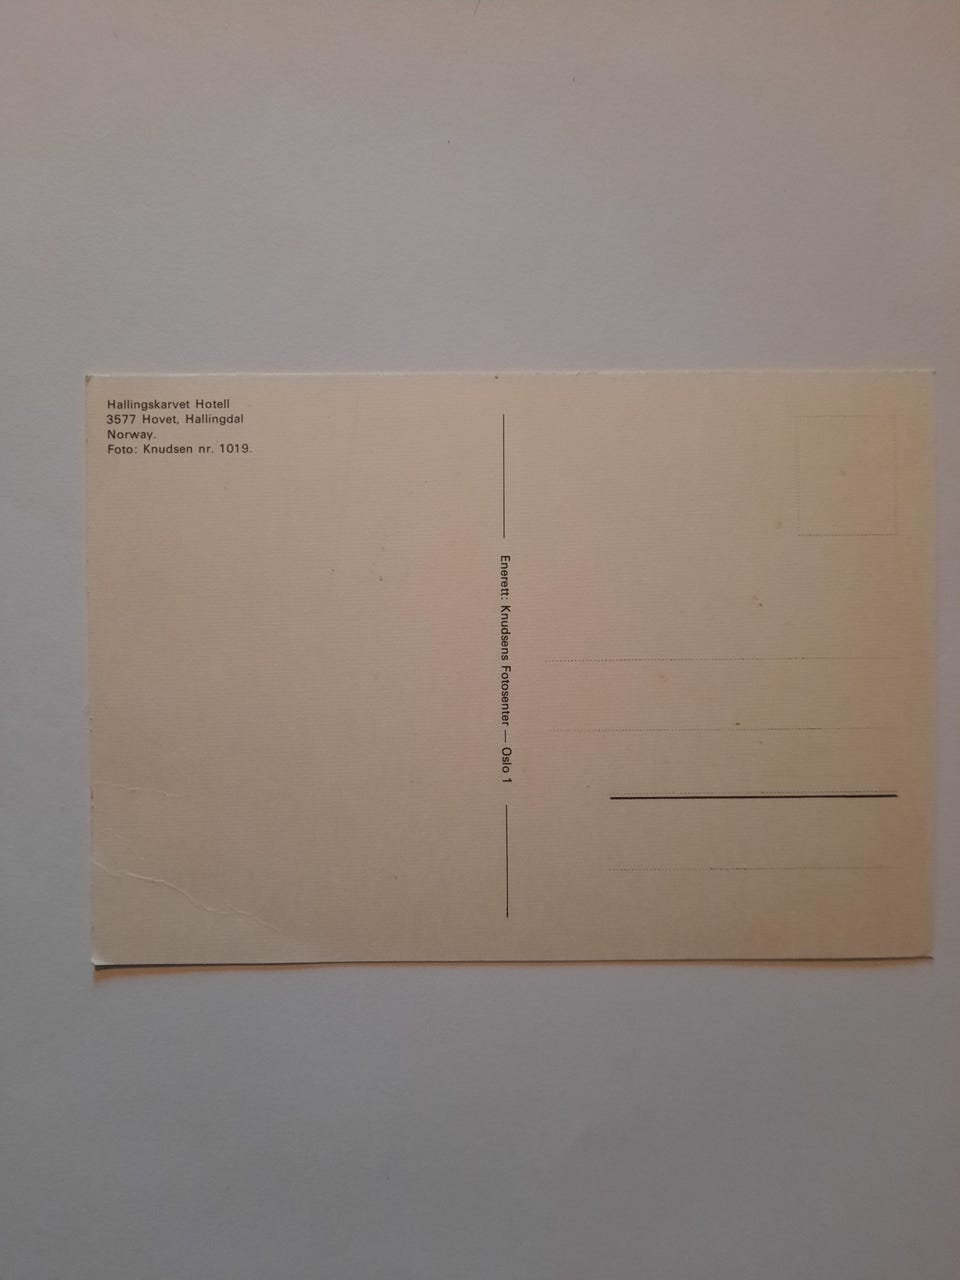 Hallingskarvet Hotell
3577 Hovet, Hallingdal
Norway.
Foto: Knudsen nr. 1019.
Enerett: Knudsens Fotosenter — Oslo 1